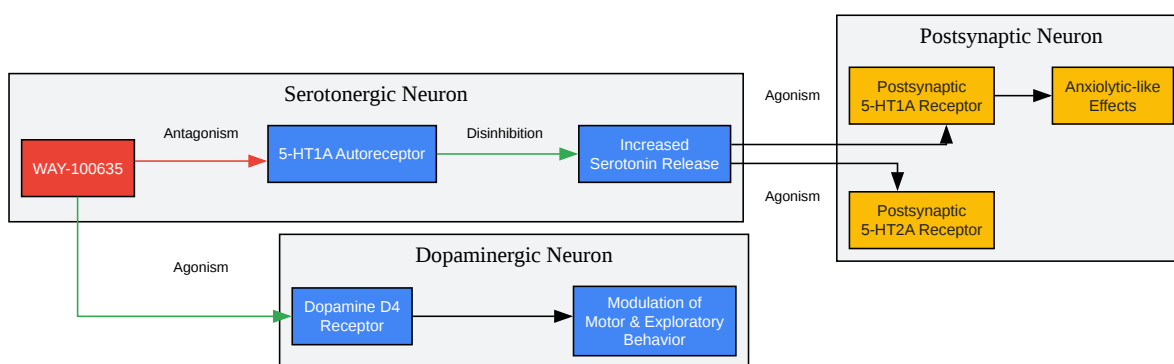 Postsynaptic Neuron
Serotonergic Neuron
Agonism
Postsynaptic
5-HT1A Receptor
Anxiolytic-like
Effects
Antagonism
Disinhibition
WAY-100635
5-HT1A Autoreceptor
Increased
Serotonin Release
Agonism
Postsynaptic
5-HT2A Receptor
Dopaminergic Neuron
Agonism
Dopamine D4
Receptor
Modulation of
Motor & Exploratory
Behavior